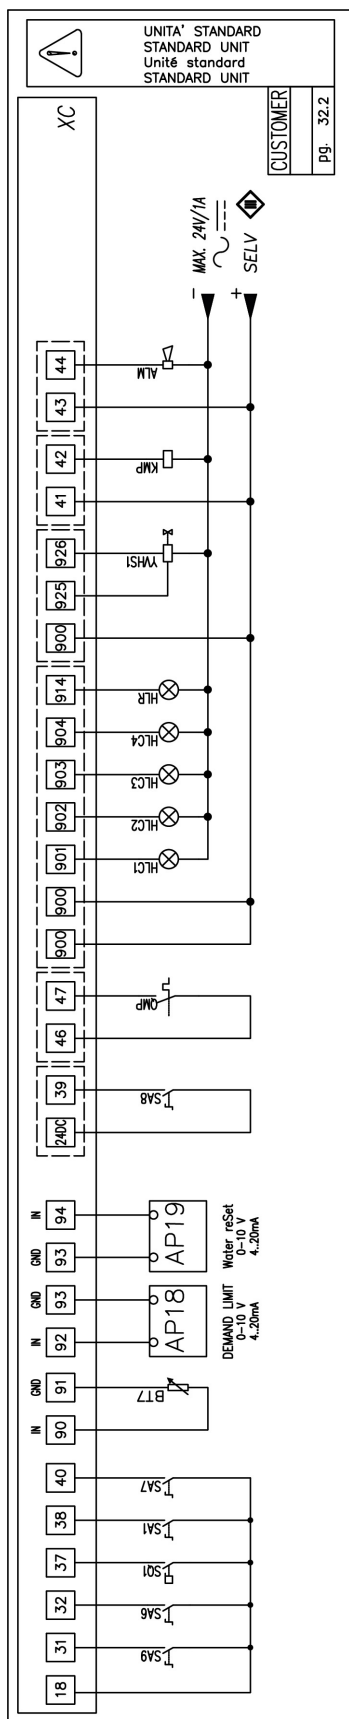 UNITA' STANDARD
STANDARD UNIT
Unité standard
STANDARD UNIT
CUSTOMER
pg. 32.2
XC
MAX. 24V/1A
SELV
-
+
44
ALM
43
42
KMP
41
926
YVHS1
925
900
914
HLR
904
HLC4
903
HLC3
902
HLC2
901
HLC1
900
900
47
QMP
46
39
SA8
24DC
IN
94
GND
93
AP19
Water reSet
0-10 V
4..20mA
GND
93
IN
92
AP18
DEMAND LIMIT
0-10 V
4..20mA
GND
91
BT7
IN
90
40
SA7
38
SA1
37
SQ1
32
SA6
31
SA9
18